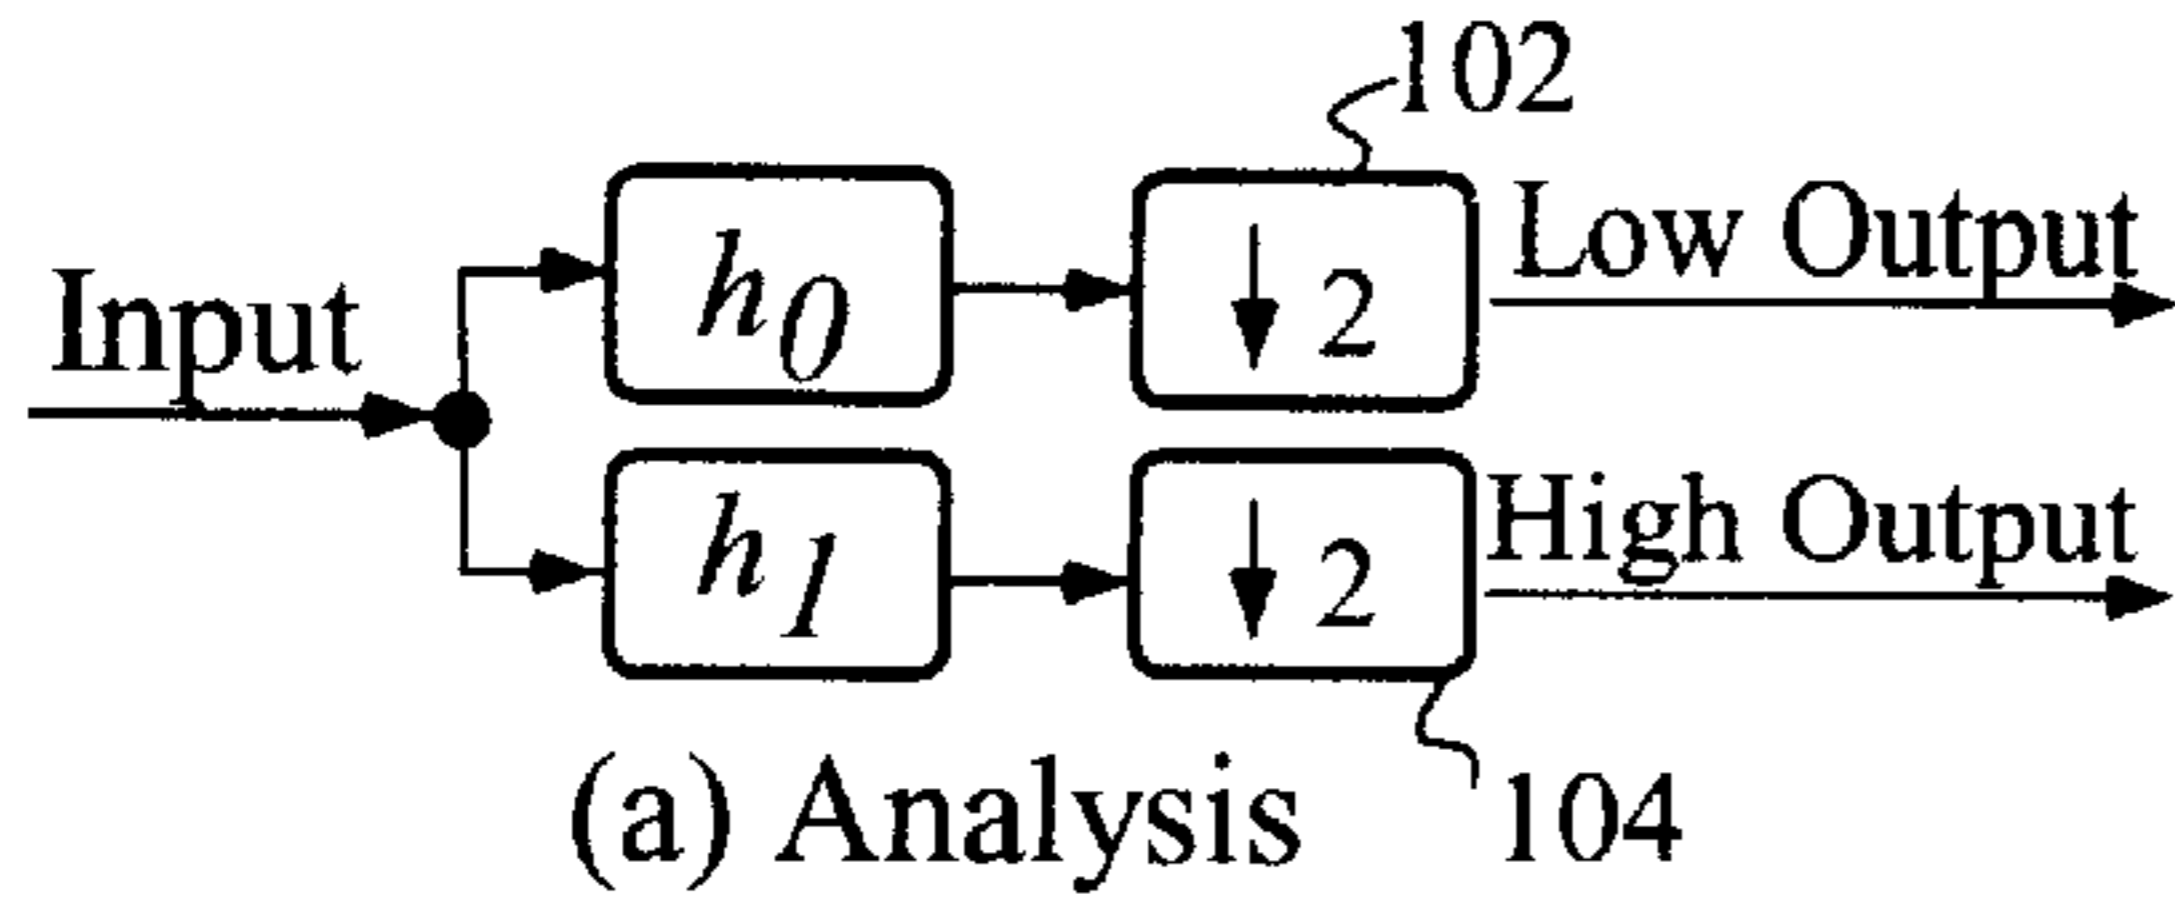 102
Input
h0
↓ 2
Low Output
h1
↓ 2
High Output
(a) Analysis
104